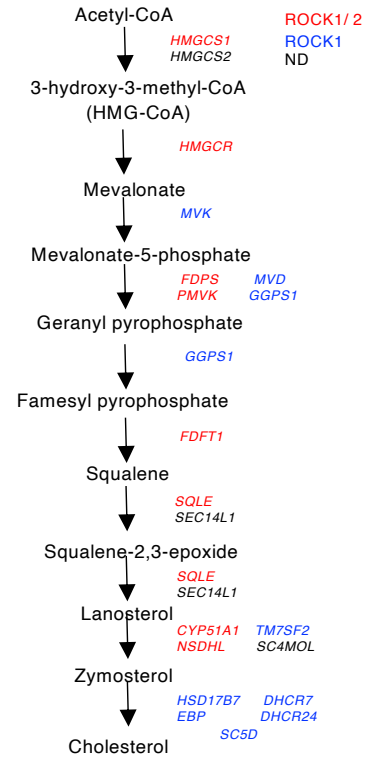 Acetyl-CoA
ROCK1/ 2
ROCK1
ND
HMGCS1
HMGCS2
3-hydroxy-3-methyl-CoA
(HMG-CoA)
HMGCR
Mevalonate
MVK
Mevalonate-5-phosphate
FDPS MVD
PMVK GGPS1
Geranyl pyrophosphate
GGPS1
Famesyl pyrophosphate
FDFT1
Squalene
SQLE
SEC14L1
Squalene-2,3-epoxide
SQLE
SEC14L1
Lanosterol
CYP51A1 TM7SF2
NSDHL SC4MOL
Zymosterol
HSD17B7 DHCR7
EBP DHCR24
SC5D
Cholesterol